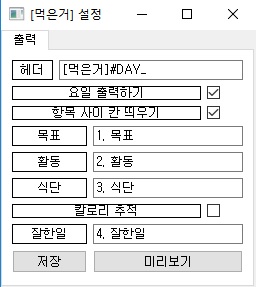 [먹은거] 설정
출력
헤더 [먹은거]#DAY_
요일 출력하기
항목 사이 칸 띄우기
목표 1. 목표
활동 2. 활동
식단 3. 식단
칼로리 추적
잘한일 4. 잘한일
저장 미리보기